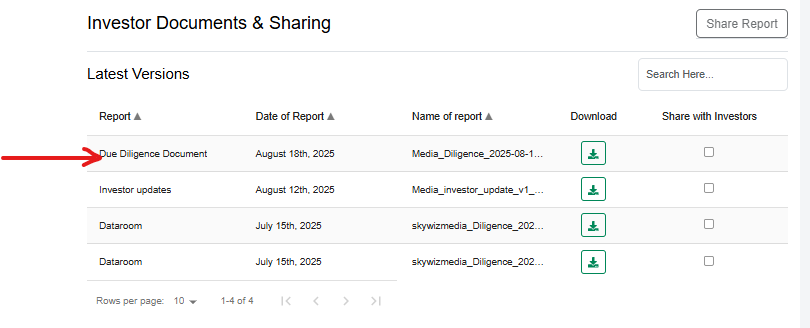 Investor Documents & Sharing
Share Report
Latest Versions
Search Here...
Report ▲ Date of Report ▲ Name of report ▲ Download Share with Investors
Due Diligence Document August 18th, 2025 Media_Diligence_2025-08-1...
Investor updates August 12th, 2025 Media_investor_update_v1_...
Dataroom July 15th, 2025 skywizmedia_Diligence_202...
Dataroom July 15th, 2025 skywizmedia_Diligence_202...
Rows per page: 10 1-4 of 4